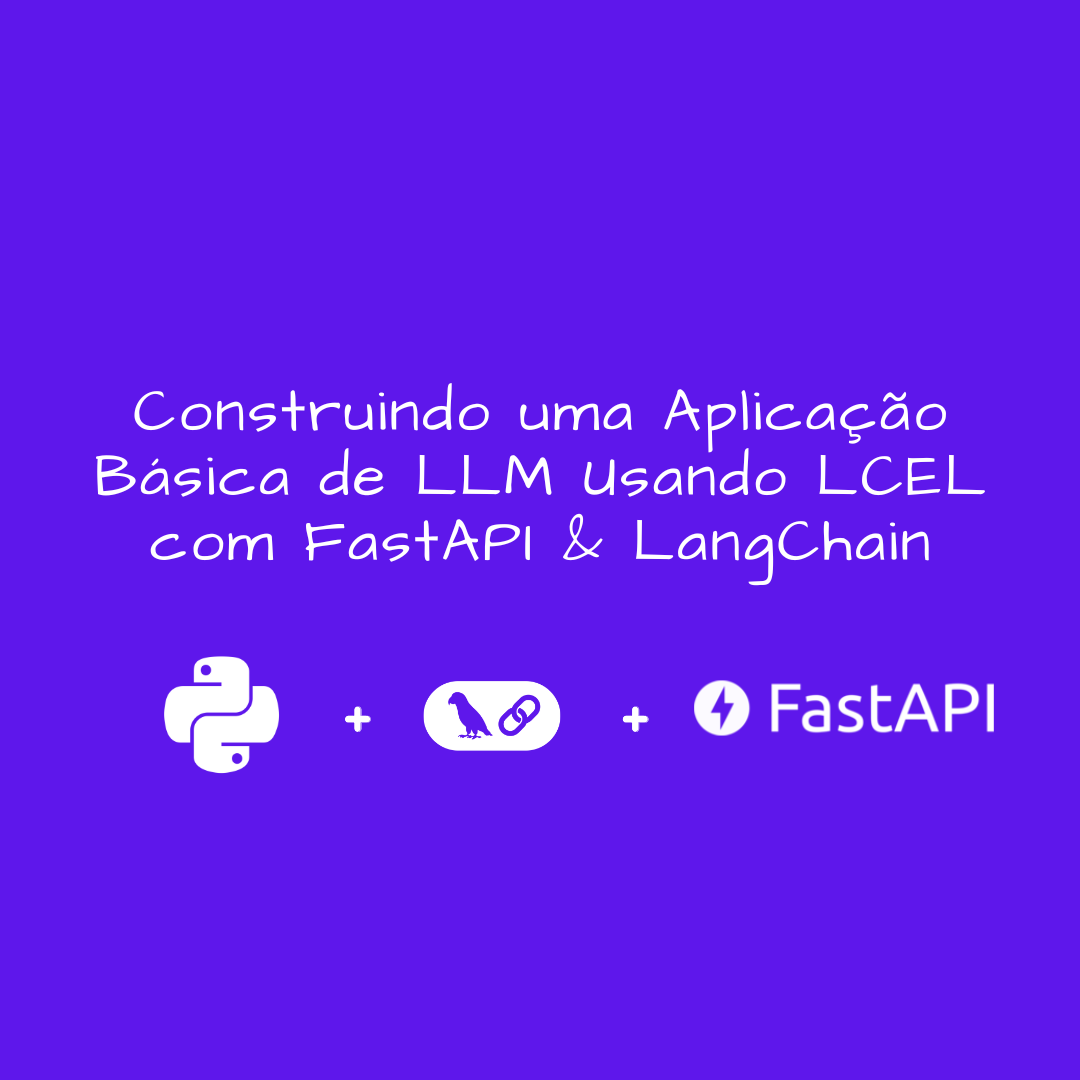 Construindo uma Aplicação
Básica de LLM Usando LCEL
com FastAPI & LangChain
+ + FastAPI